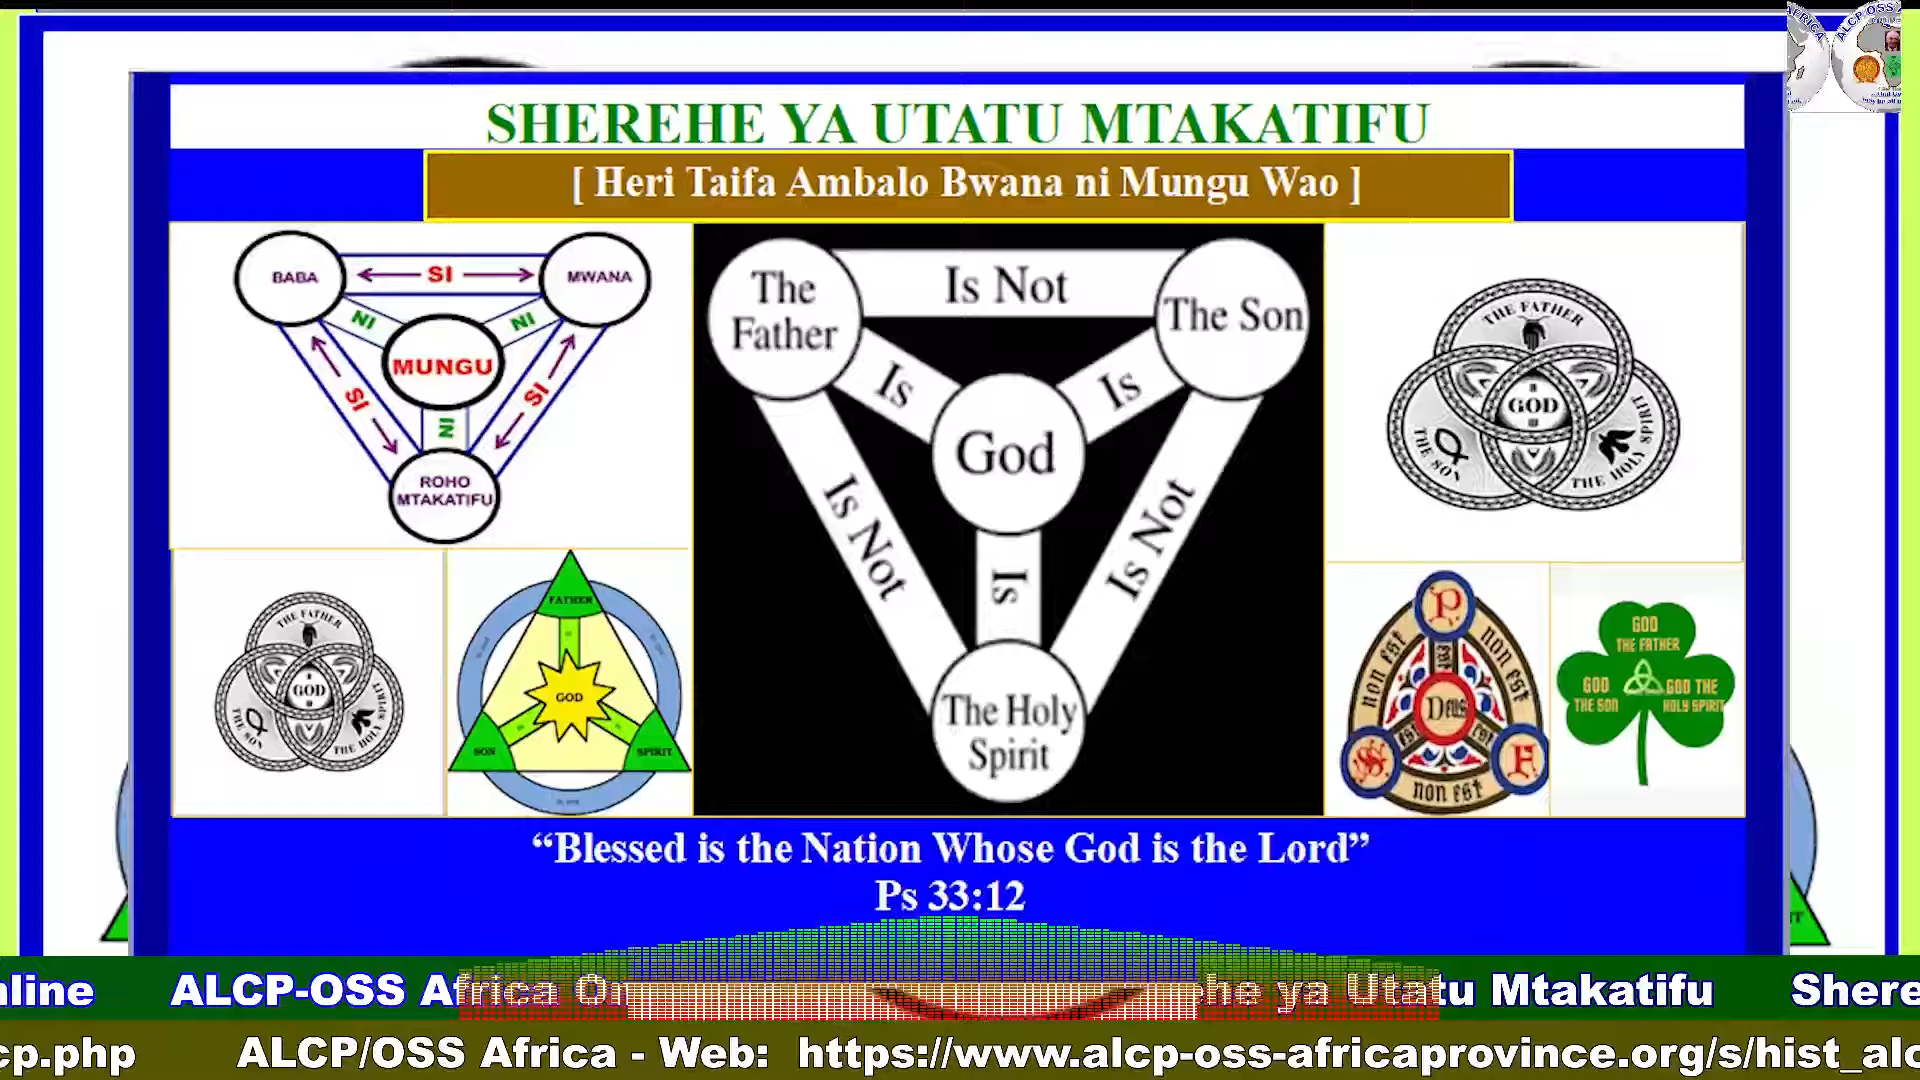 SHEREHE YA UTATU MTAKATIFU
[ Heri Taifa Ambalo Bwana ni Mungu Wao ]
BABA
SI
MWANA
NI
NI
MUNGU
SI
SI
NI
ROHO
MTAKATIFU
The
Father
Is Not
The Son
Is
Is
God
Is Not
Is Not
Is
The Holy
Spirit
THE FATHER
GOD
THE SON
THE HOLY SPIRIT
THE FATHER
GOD
THE SON
THE HOLY SPIRIT
FATHER
GOD
SON
SPIRIT
P
non est
non est
Deus
est
est
S
F
non est
GOD
THE FATHER
GOD
THE SON
GOD THE
HOLY SPIRIT
“Blessed is the Nation Whose God is the Lord”
Ps 33:12
nline ALCP-OSS Africa On ehe ya Utatu Mtakatifu Shere
cp.php ALCP/OSS Africa - Web: https://www.alcp-oss-africaprovince.org/s/hist_alc